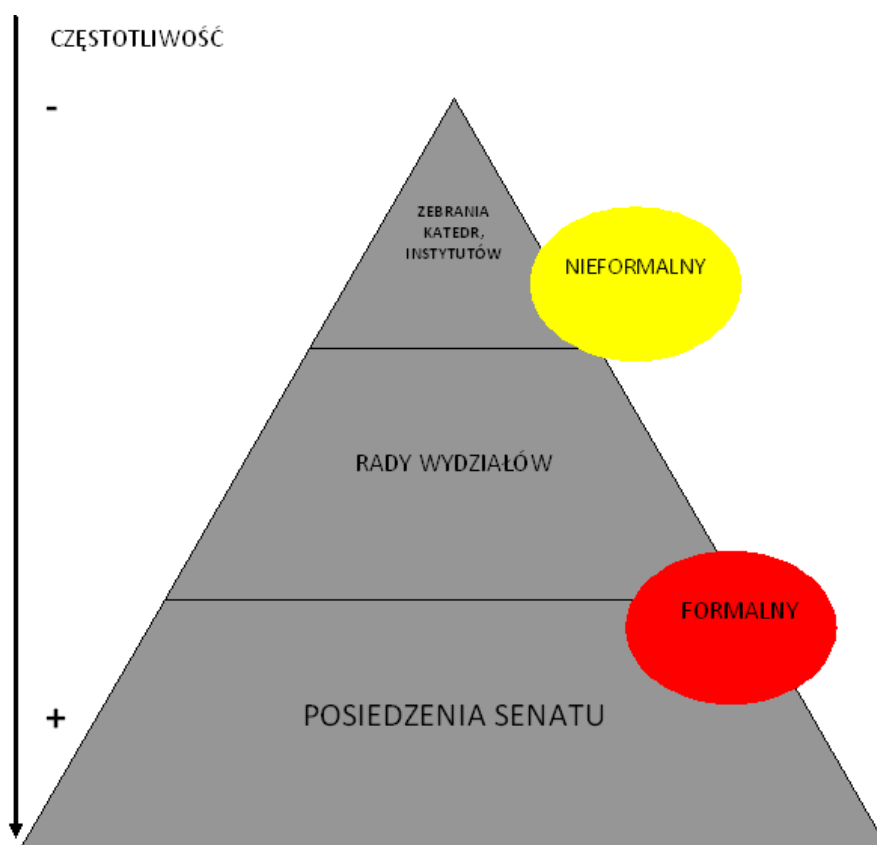 CZĘSTOTLIWOŚĆ
-
ZEBRANIA
KATEDR,
INSTYTUTÓW
NIEFORMALNY
RADY WYDZIAŁÓW
FORMALNY
+
POSIEDZENIA SENATU